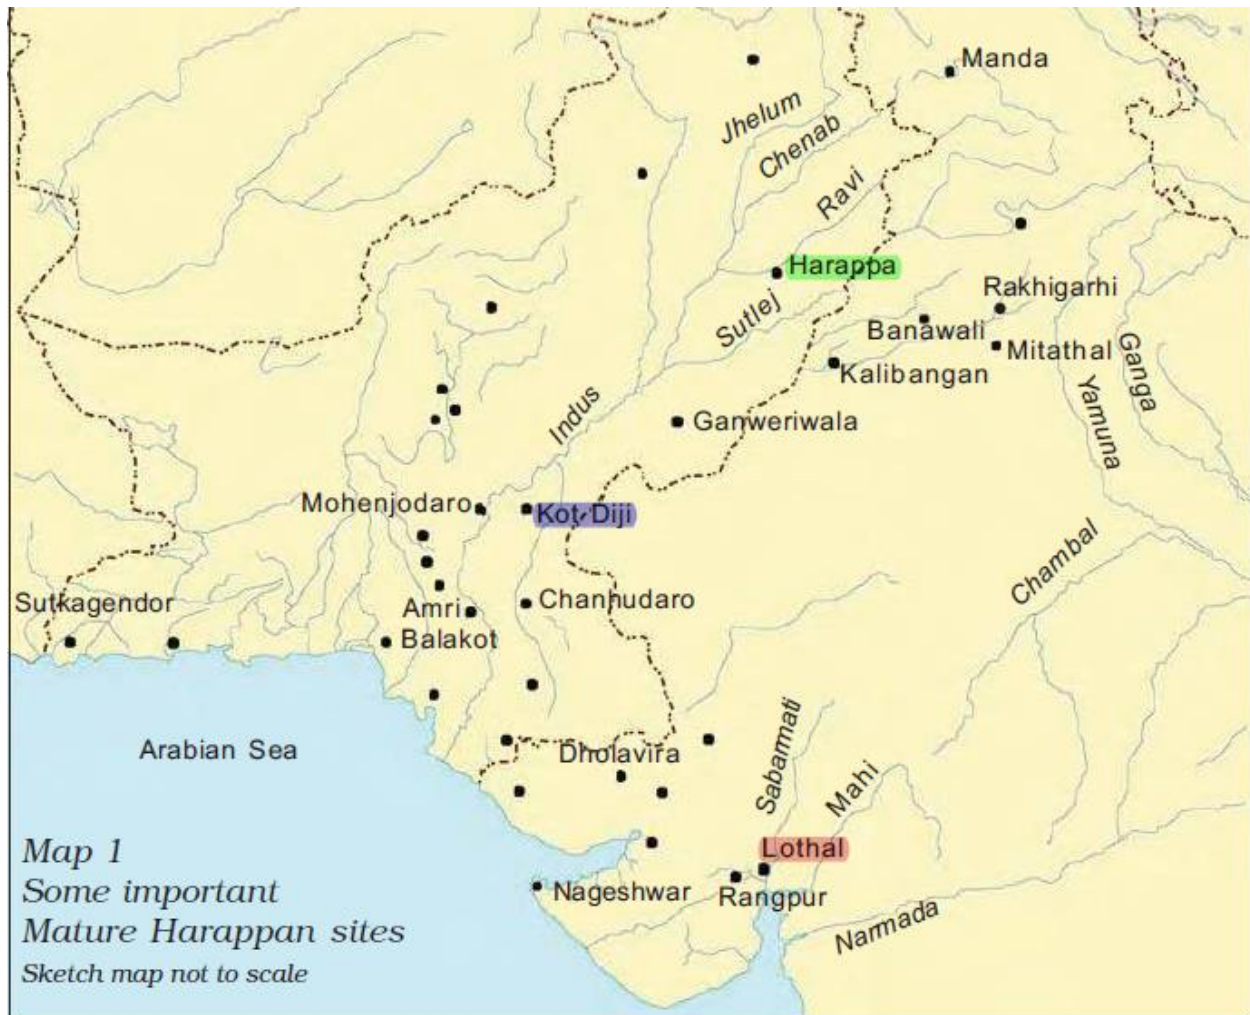 Manda
Jhelum
Chenab
Ravi
Harappa
Sutlej
Rakhigarhi
Banawali
Mitathal
Kalibangan
Ganga
Yamuna
Indus
Ganweriwala
Mohenjodaro
Kot Diji
Chambal
Sutkagendor
Amri
Chanhudaro
Balakot
Arabian Sea
Dholavira
Sabarmati
Mahi
Lothal
Nageshwar
Rangpur
Narmada
Map 1
Some important
Mature Harappan sites
Sketch map not to scale